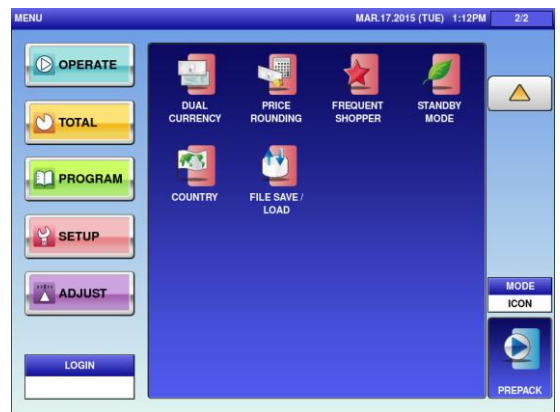 MENU
MAR.17.2015 (TUE) 1:12PM
2/2
OPERATE
TOTAL
PROGRAM
SETUP
ADJUST
LOGIN
DUAL
CURRENCY
PRICE
ROUNDING
FREQUENT
SHOPPER
STANDBY
MODE
COUNTRY
FILE SAVE /
LOAD
MODE
ICON
PREPACK